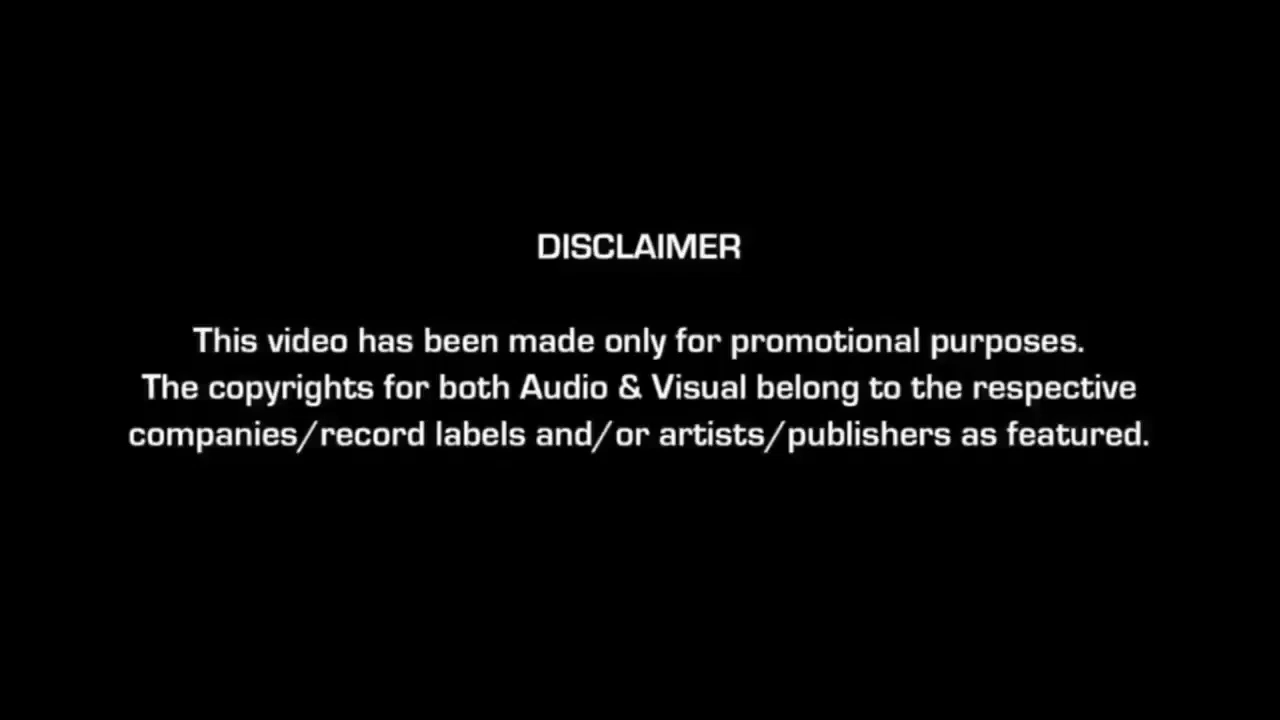 DISCLAIMER
This video has been made only for promotional purposes.
The copyrights for both Audio & Visual belong to the respective
companies/record labels and/or artists/publishers as featured.